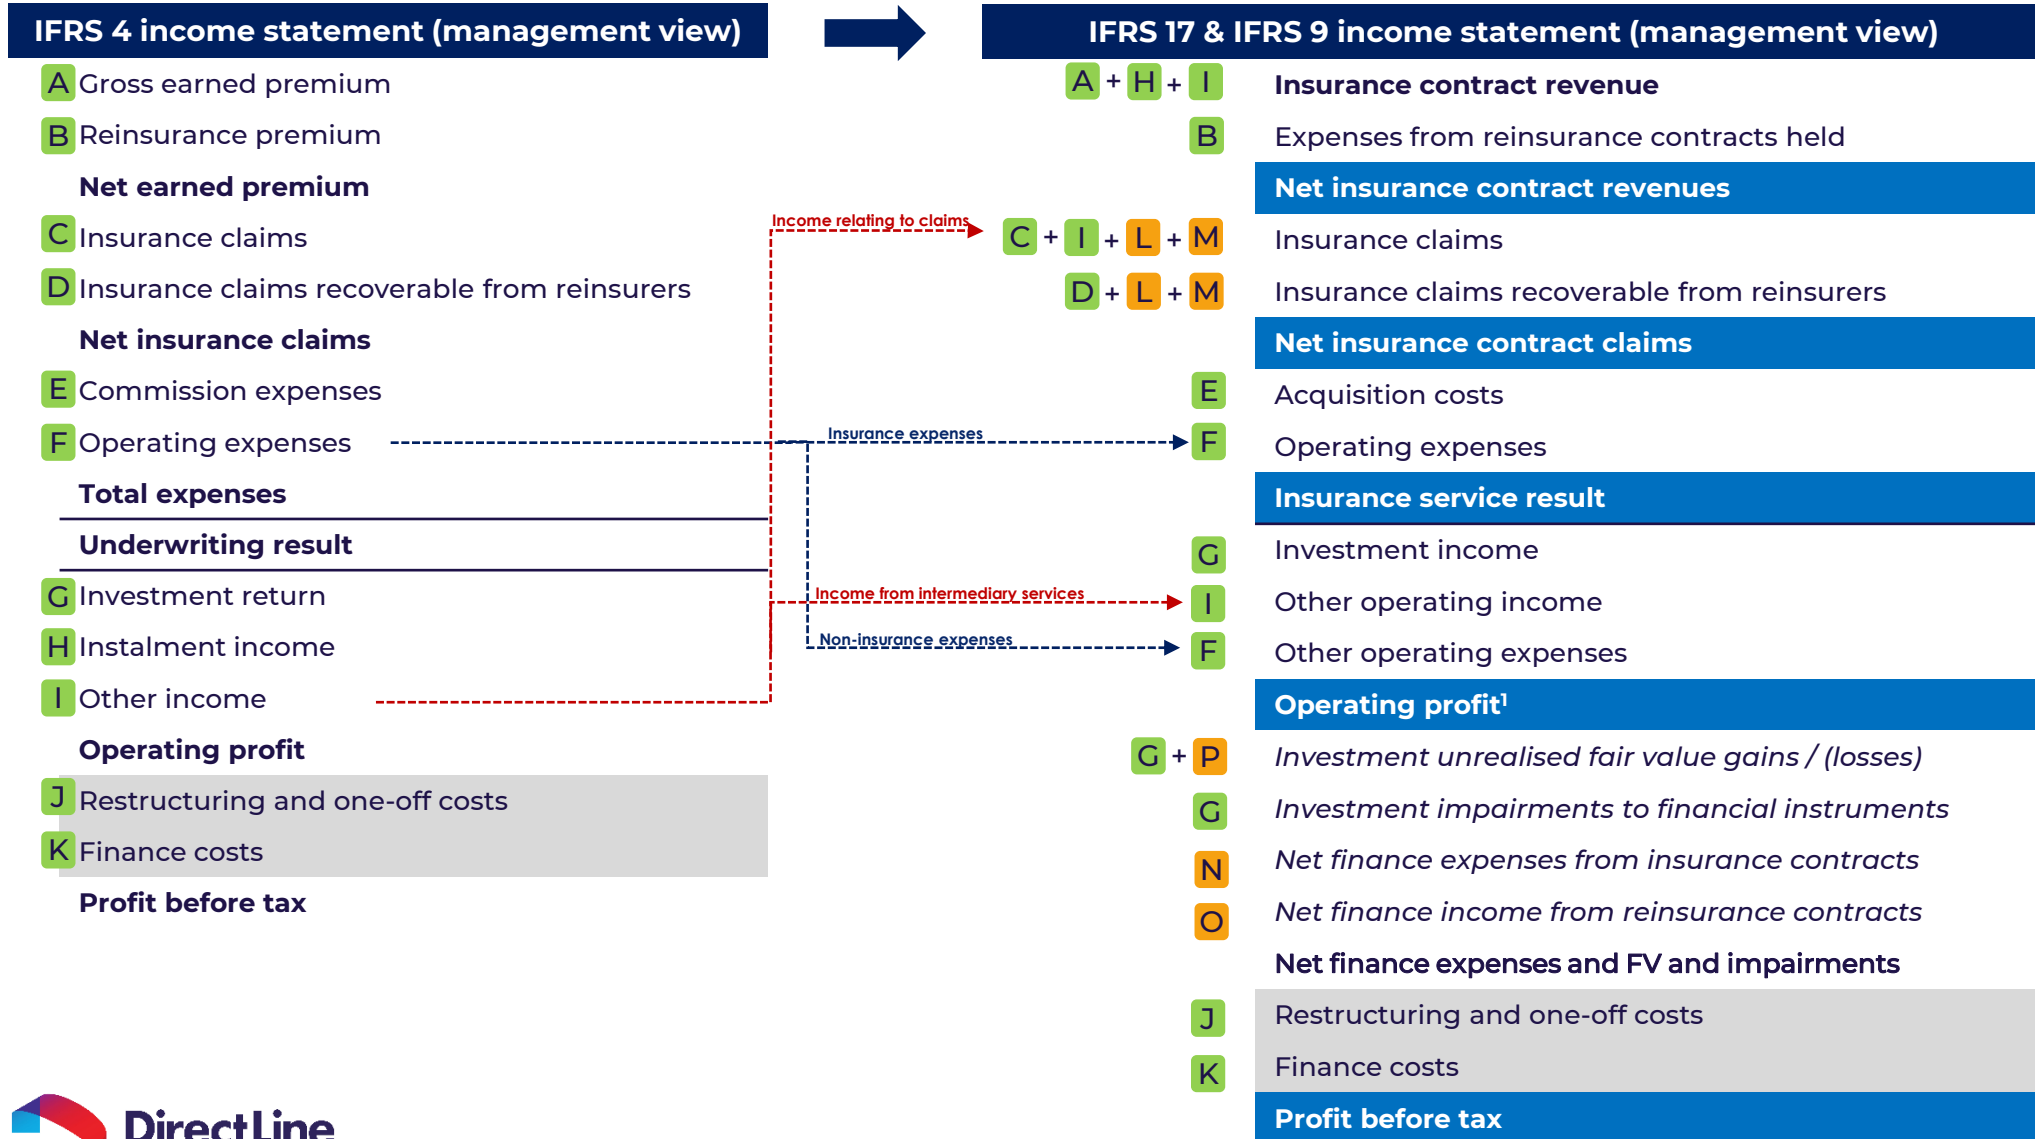 IFRS 4 income statement (management view)
A Gross earned premium
B Reinsurance premium
Net earned premium
C Insurance claims
D Insurance claims recoverable from reinsurers
Net insurance claims
E Commission expenses
F Operating expenses
Total expenses
Underwriting result
G Investment return
H Instalment income
I Other income
Operating profit
J Restructuring and one-off costs
K Finance costs
Profit before tax
Income relating to claims
Insurance expenses
Income from intermediary services
Non-insurance expenses
IFRS 17 & IFRS 9 income statement (management view)
A + H + I Insurance contract revenue
B Expenses from reinsurance contracts held
Net insurance contract revenues
C + I + L + M Insurance claims
D + L + M Insurance claims recoverable from reinsurers
Net insurance contract claims
E Acquisition costs
F Operating expenses
Insurance service result
G Investment income
I Other operating income
F Other operating expenses
Operating profit¹
G + P Investment unrealised fair value gains / (losses)
G Investment impairments to financial instruments
N Net finance expenses from insurance contracts
O Net finance income from reinsurance contracts
Net finance expenses and FV and impairments
J Restructuring and one-off costs
K Finance costs
Profit before tax
Direct Line